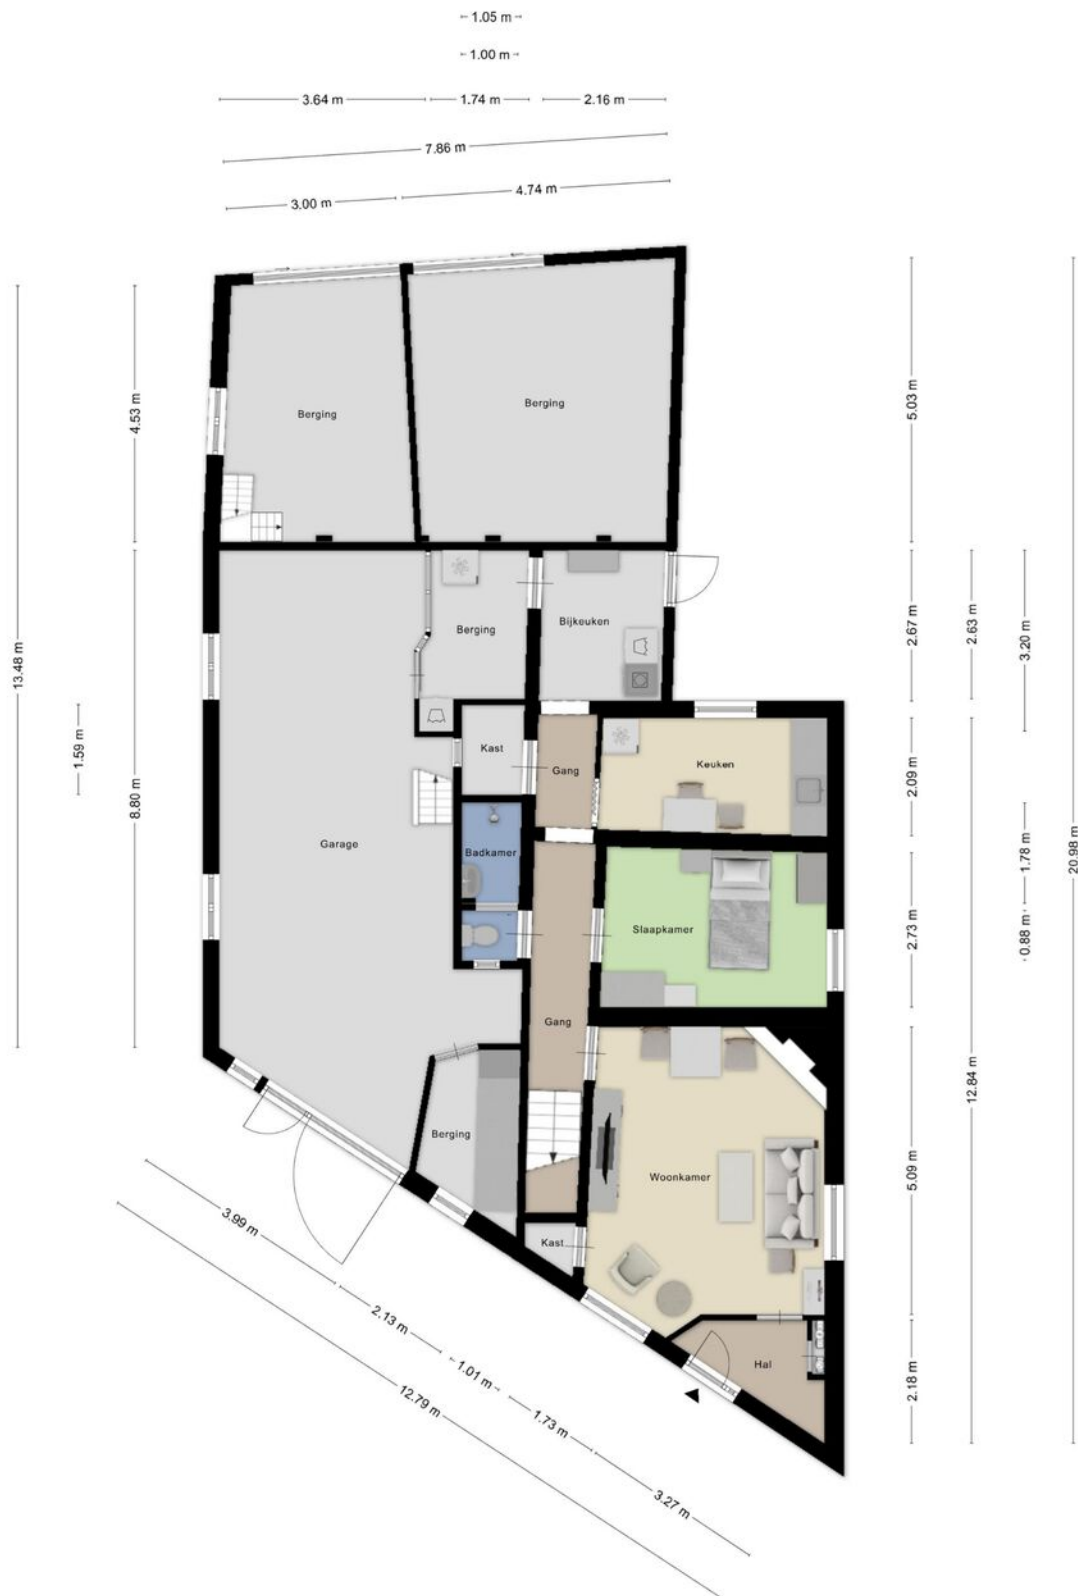 1.05 m
1.00 m
3.64 m
1.74 m
2.16 m
7.86 m
3.00 m
4.74 m
13.48 m
4.53 m
1.59 m
8.80 m
Berging
Berging
Berging
Bijkeuken
Kast
Gang
Keuken
Garage
Badkamer
Slaapkamer
Gang
Berging
Woonkamer
Kast
Hal
5.03 m
2.67 m
2.63 m
3.20 m
2.09 m
1.78 m
0.88 m
2.73 m
12.84 m
20.98 m
5.09 m
2.18 m
3.99 m
2.13 m
1.01 m
12.79 m
1.73 m
3.27 m